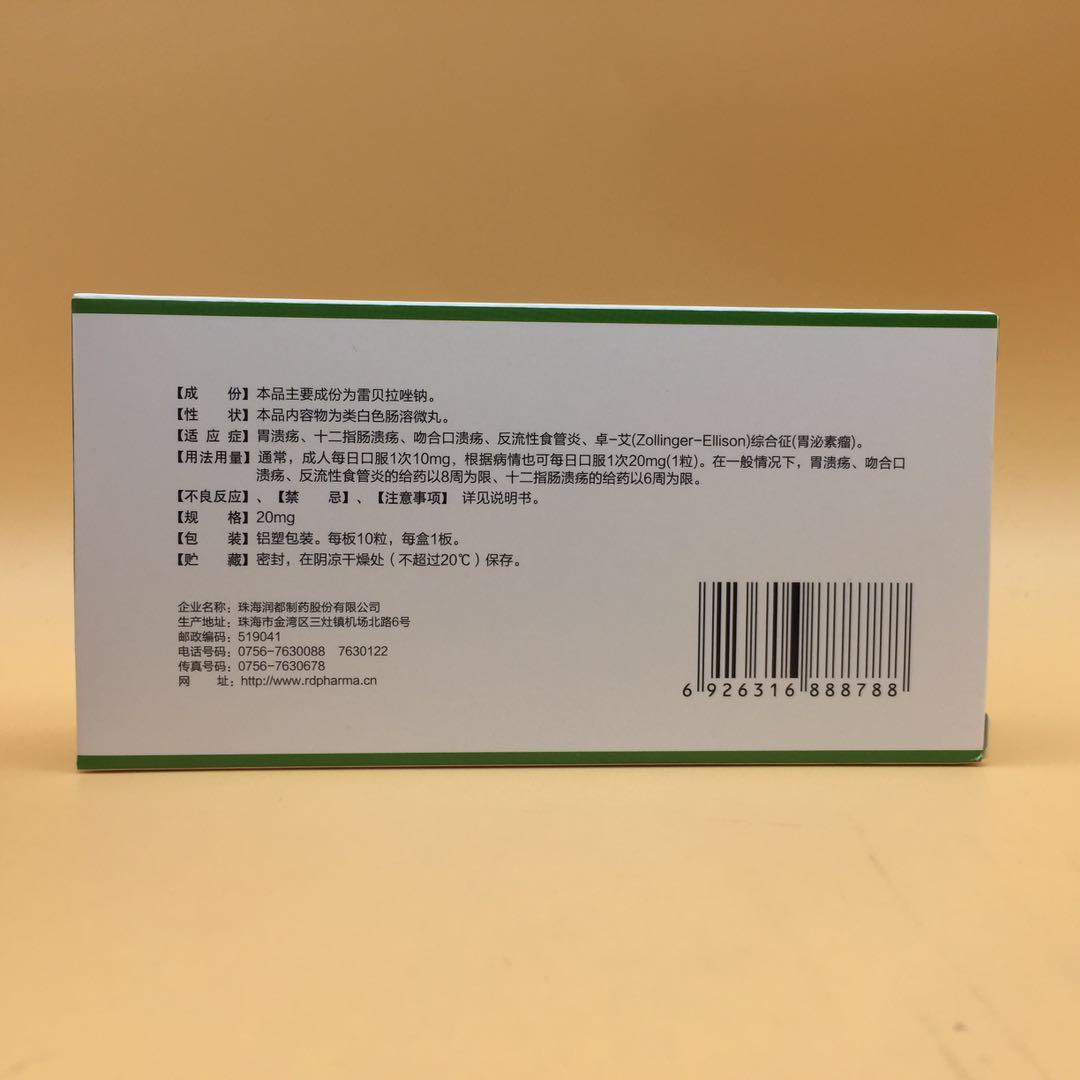 【成 份】本品主要成份为雷贝拉唑钠。
【性 状】本品内容物为类白色肠溶微丸。
【适应症】胃溃疡、十二指肠溃疡、吻合口溃疡、反流性食管炎、卓-艾(Zollinger-Ellison)综合征(胃泌素瘤)。
【用法用量】通常，成人每日口服1次10mg，根据病情也可每日口服1次20mg(1粒)。在一般情况下，胃溃疡、吻合口
溃疡、反流性食管炎的给药以8周为限、十二指肠溃疡的给药以6周为限。
【不良反应】、【禁 忌】、【注意事项】 详见说明书。
【规 格】20mg
【包 装】铝塑包装。每板10粒，每盒1板。
【贮 藏】密封，在阴凉干燥处（不超过20℃）保存。
企业名称：珠海润都制药股份有限公司
生产地址：珠海市金湾区三灶镇机场北路6号
邮政编码：519041
电话号码：0756-7630088 7630122
传真号码：0756-7630678
网 址：http://www.rdpharma.cn
6 926316 888788